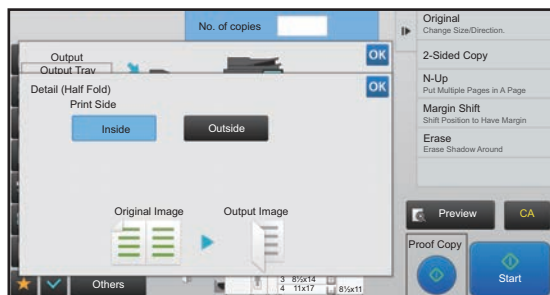 No. of copies
Output
OK
Output Tray
Detail (Half Fold)
OK
Print Side
Inside
Outside
Original Image
Output Image
Others
3 8½x14
4 11x17
8½x11
Original
Change Size/Direction.
2-Sided Copy
N-Up
Put Multiple Pages in A Page
Margin Shift
Shift Position to Have Margin
Erase
Erase Shadow Around
Preview
CA
Proof Copy
Start